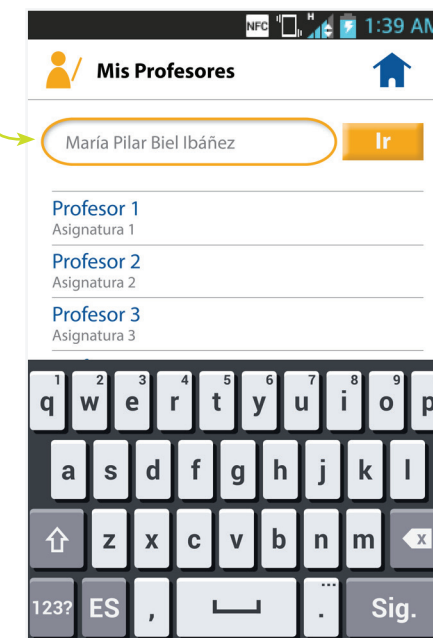 NFC H 1:39 AM
Mis Profesores
María Pilar Biel Ibáñez Ir
Profesor 1
Asignatura 1
Profesor 2
Asignatura 2
Profesor 3
Asignatura 3
1 2 3 4 5 6 7 8 9
q w e r t y u i o p
a s d f g h j k l
z x c v b n m x
123? ES , . ... Sig.